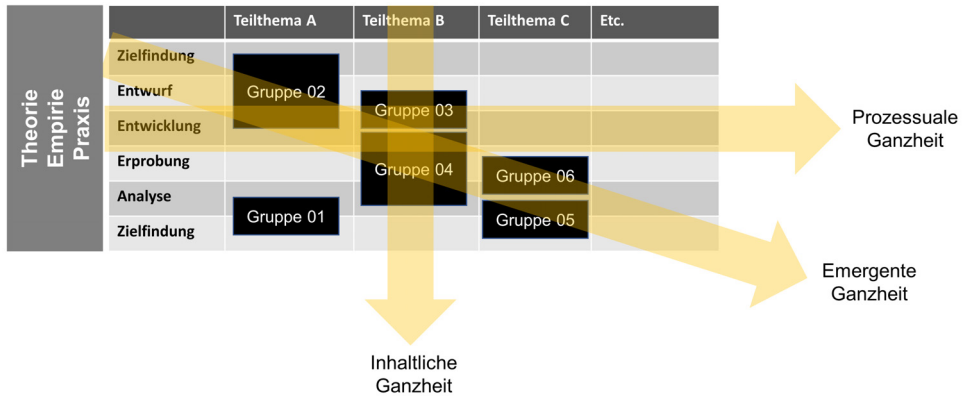 Teilthema A Teilthema B Teilthema C Etc.
Theorie
Empirie
Praxis
Zielfindung
Entwurf
Entwicklung
Erprobung
Analyse
Zielfindung
Gruppe 02
Gruppe 03
Gruppe 04
Gruppe 06
Gruppe 01
Gruppe 05
Prozessuale
Ganzheit
Emergente
Ganzheit
Inhaltliche
Ganzheit